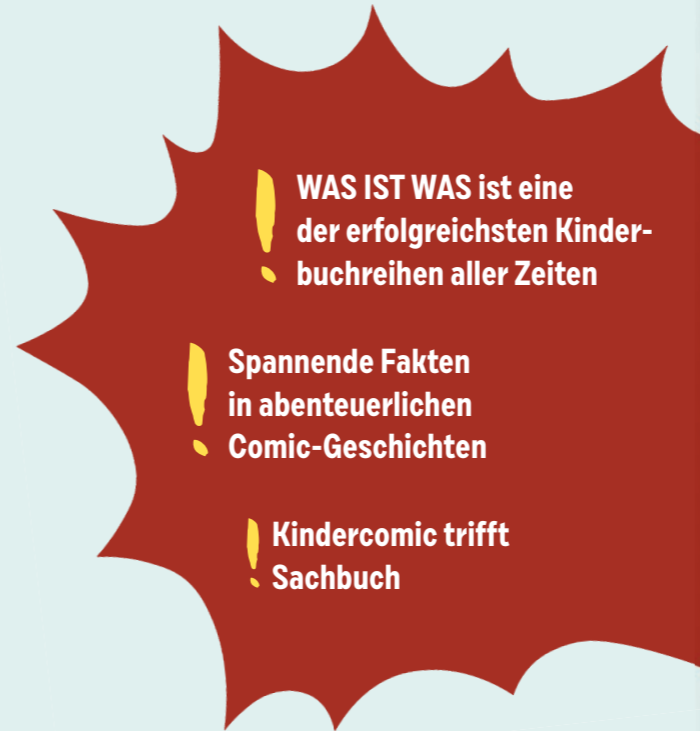 WAS IST WAS ist eine
der erfolgreichsten Kinder-
buchreihen aller Zeiten
Spannende Fakten
in abenteuerlichen
Comic-Geschichten
Kindercomic trifft
Sachbuch